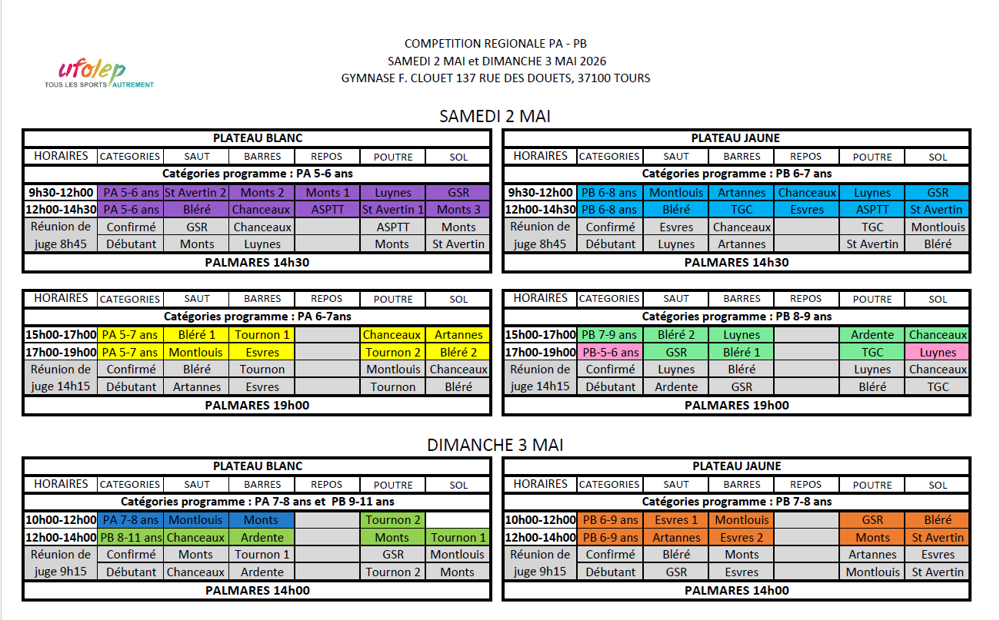 COMPETITION REGIONALE PA - PB
SAMEDI 2 MAI et DIMANCHE 3 MAI 2026
GYMNASE F. CLOUET 137 RUE DES DOUETS, 37100 TOURS
ufolep
TOUS LES SPORTS AUTREMENT
SAMEDI 2 MAI
PLATEAU BLANC
HORAIRES CATEGORIES SAUT BARRES REPOS POUTRE SOL
Catégories programme : PA 5-6 ans
9h30-12h00 PA 5-6 ans St Avertin 2 Monts 2 Monts 1 Luynes GSR
12h00-14h30 PA 5-6 ans Bléré Chanceaux ASPTT St Avertin 1 Monts 3
Réunion de Confirmé GSR Chanceaux ASPTT Monts
juge 8h45 Débutant Monts Luynes Monts St Avertin
PALMARES 14h30
PLATEAU JAUNE
HORAIRES CATEGORIES SAUT BARRES REPOS POUTRE SOL
Catégories programme : PB 6-7 ans
9h30-12h00 PB 6-8 ans Montlouis Artannes Chanceaux Luynes GSR
12h00-14h30 PB 6-8 ans Bléré TGC Esvres ASPTT St Avertin
Réunion de Confirmé Esvres Chanceaux TGC Montlouis
juge 8h45 Débutant Luynes Artannes St Avertin Bléré
PALMARES 14h30
HORAIRES CATEGORIES SAUT BARRES REPOS POUTRE SOL
Catégories programme : PA 6-7ans
15h00-17h00 PA 5-7 ans Bléré 1 Tournon 1 Chanceaux Artannes
17h00-19h00 PA 5-7 ans Montlouis Esvres Tournon 2 Bléré 2
Réunion de Confirmé Bléré Tournon Montlouis Chanceaux
juge 14h15 Débutant Artannes Esvres Tournon Bléré
PALMARES 19h00
HORAIRES CATEGORIES SAUT BARRES REPOS POUTRE SOL
Catégories programme : PB 8-9 ans
15h00-17h00 PB 7-9 ans Bléré 2 Luynes Ardente Chanceaux
17h00-19h00 PB-5-6 ans GSR Bléré 1 TGC Luynes
Réunion de Confirmé Luynes Bléré Luynes Chanceaux
juge 14h15 Débutant Ardente GSR Bléré TGC
PALMARES 19h00
DIMANCHE 3 MAI
PLATEAU BLANC
HORAIRES CATEGORIES SAUT BARRES REPOS POUTRE SOL
Catégories programme : PA 7-8 ans et PB 9-11 ans
10h00-12h00 PA 7-8 ans Montlouis Monts Tournon 2
12h00-14h00 PB 8-11 ans Chanceaux Ardente Monts Tournon 1
Réunion de Confirmé Monts Tournon 1 GSR Montlouis
juge 9h15 Débutant Chanceaux Ardente Tournon 2 Monts
PALMARES 14h00
PLATEAU JAUNE
HORAIRES CATEGORIES SAUT BARRES REPOS POUTRE SOL
Catégories programme : PB 7-8 ans
10h00-12h00 PB 6-9 ans Esvres 1 Montlouis GSR Bléré
12h00-14h00 PB 6-9 ans Artannes Esvres 2 Monts St Avertin
Réunion de Confirmé Bléré Monts Artannes Esvres
juge 9h15 Débutant GSR Esvres Montlouis St Avertin
PALMARES 14h00